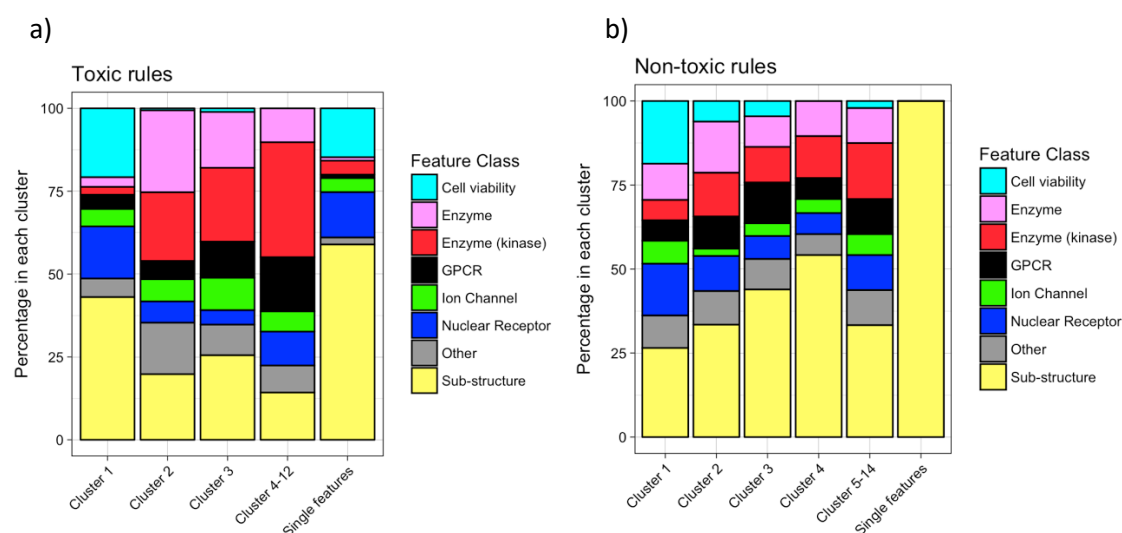 a)
Toxic rules
Percentage in each cluster
100
75
50
25
0
Cluster 1
Cluster 2
Cluster 3
Cluster 4-12
Single features
Feature Class
Cell viability
Enzyme
Enzyme (kinase)
GPCR
Ion Channel
Nuclear Receptor
Other
Sub-structure
b)
Non-toxic rules
Percentage in each cluster
100
75
50
25
0
Cluster 1
Cluster 2
Cluster 3
Cluster 4
Cluster 5-14
Single features
Feature Class
Cell viability
Enzyme
Enzyme (kinase)
GPCR
Ion Channel
Nuclear Receptor
Other
Sub-structure